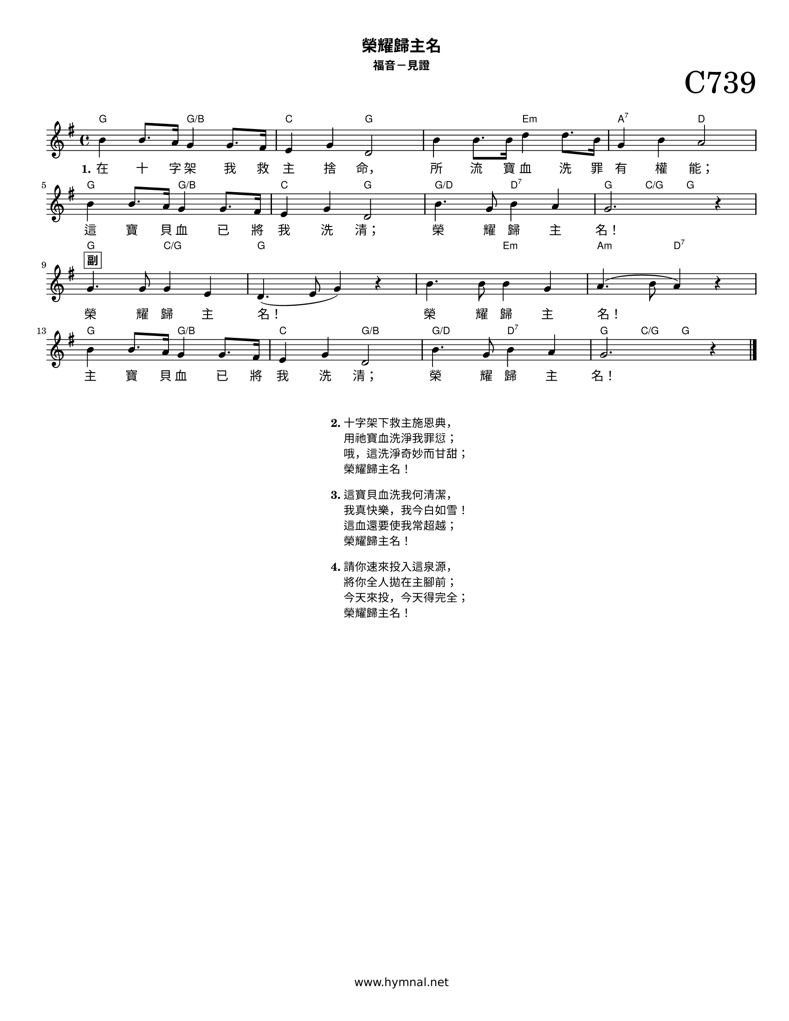 榮耀歸主名
福音－見證
C739
G G/B C G Em A7 D
1. 在 十 字架 我 救 主 捨 命， 所 流 寶血 洗 罪 有 權 能；
5 G G/B C G G/D D7 G C/G G
這 寶 貝血 已 將 我 洗 清； 榮 耀 歸 主 名！
G C/G G Em Am D7
9 副
榮 耀 歸 主 名！ 榮 耀 歸 主 名！
13 G G/B C G/B G/D D7 G C/G G
主 寶 貝血 已 將 我 洗 清； 榮 耀 歸 主 名！
2. 十字架下救主施恩典，
用祂寶血洗淨我罪愆；
哦，這洗淨奇妙而甘甜；
榮耀歸主名！
3. 這寶貝血洗我何清潔，
我真快樂，我今白如雪！
這血還要使我常超越；
榮耀歸主名！
4. 請你速來投入這泉源，
將你全人拋在主腳前；
今天來投，今天得完全；
榮耀歸主名！
www.hymnal.net